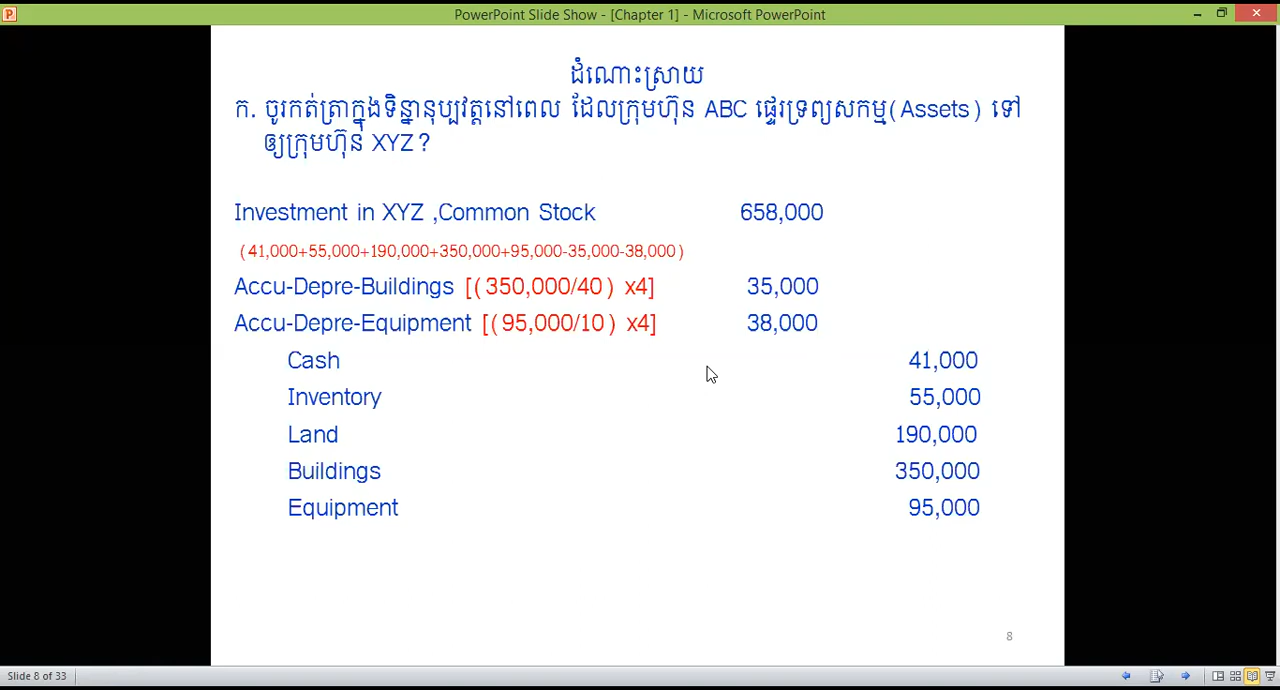 PowerPoint Slide Show - [Chapter 1] - Microsoft PowerPoint
ដំណោះស្រាយ
ក. ចូរកត់ត្រាក្នុងទិន្នានុប្បវត្តនៅពេល ដែលក្រុមហ៊ុន ABC ផ្ទេរទ្រព្យសកម្ម(Assets) ទៅ
ឲ្យក្រុមហ៊ុន XYZ?
Investment in XYZ ,Common Stock 658,000
(41,000+55,000+190,000+350,000+95,000-35,000-38,000)
Accu-Depre-Buildings [(350,000/40) x4] 35,000
Accu-Depre-Equipment [(95,000/10) x4] 38,000
Cash 41,000
Inventory 55,000
Land 190,000
Buildings 350,000
Equipment 95,000
8
Slide 8 of 33